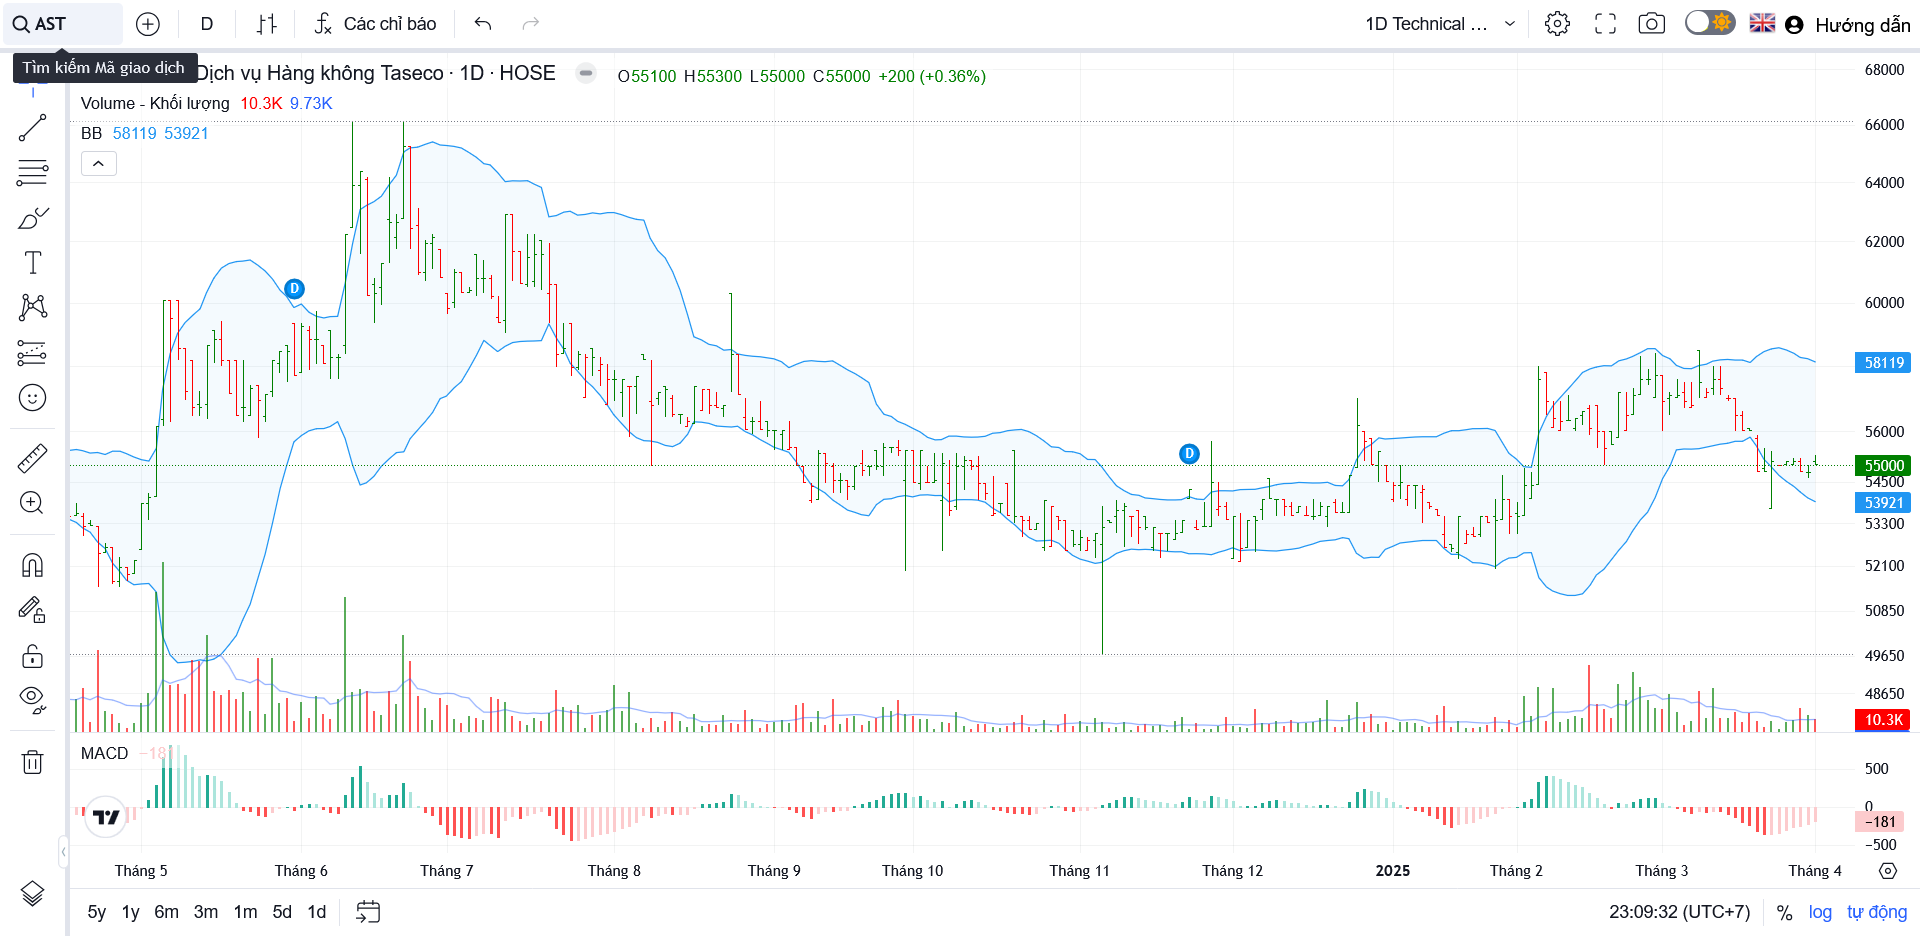 AST
D
Các chỉ báo
1D Technical ...
Hướng dẫn
Tìm kiếm Mã giao dịch
Dịch vụ Hàng không Taseco · 1D · HOSE
O55100 H55300 L55000 C55000 +200 (+0.36%)
Volume - Khối lượng 10.3K 9.73K
BB 58119 53921
D
D
68000
66000
64000
62000
60000
58119
56000
55000
54500
53921
53300
52100
50850
49650
48650
10.3K
MACD −181
500
0
−181
−500
Tháng 5 Tháng 6 Tháng 7 Tháng 8 Tháng 9 Tháng 10 Tháng 11 Tháng 12 2025 Tháng 2 Tháng 3 Tháng 4
5y 1y 6m 3m 1m 5d 1d
23:09:32 (UTC+7) % log tự động